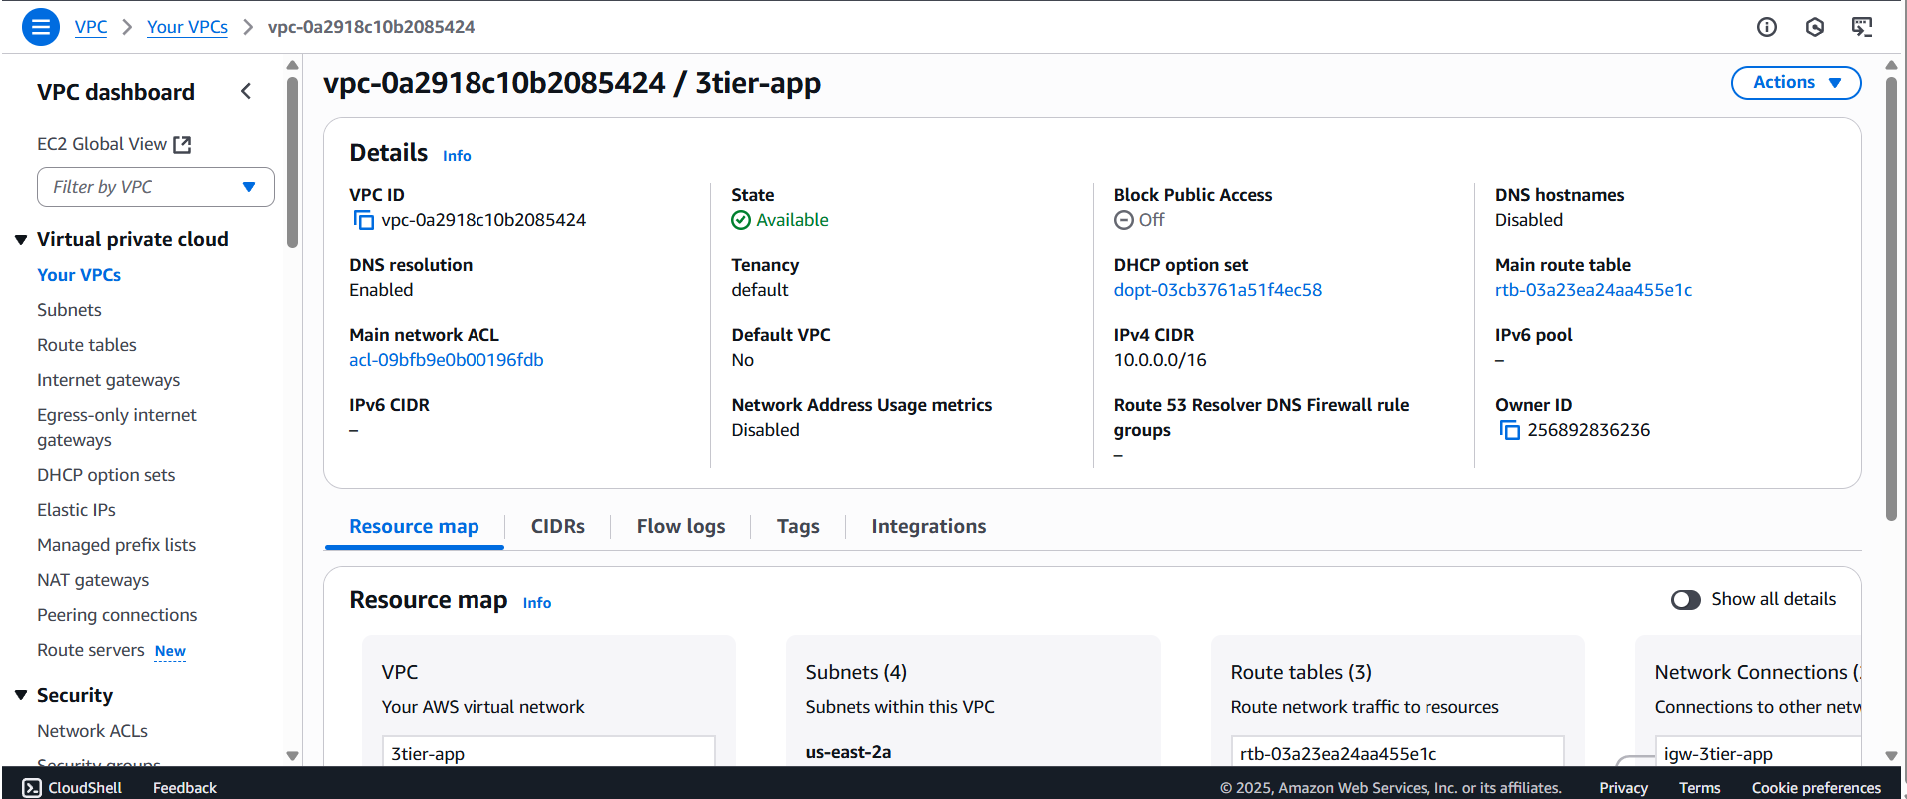 VPC
Your VPCs
vpc-0a2918c10b2085424
VPC dashboard
EC2 Global View
Filter by VPC
Virtual private cloud
Your VPCs
Subnets
Route tables
Internet gateways
Egress-only internet
gateways
DHCP option sets
Elastic IPs
Managed prefix lists
NAT gateways
Peering connections
Route servers New
Security
Network ACLs
Security groups
vpc-0a2918c10b2085424 / 3tier-app
Actions
Details Info
VPC ID
vpc-0a2918c10b2085424
State
Available
Block Public Access
Off
DNS hostnames
Disabled
DNS resolution
Enabled
Tenancy
default
DHCP option set
dopt-03cb3761a51f4ec58
Main route table
rtb-03a23ea24aa455e1c
Main network ACL
acl-09bfb9e0b00196fdb
Default VPC
No
IPv4 CIDR
10.0.0.0/16
IPv6 pool
–
IPv6 CIDR
–
Network Address Usage metrics
Disabled
Route 53 Resolver DNS Firewall rule
groups
–
Owner ID
256892836236
Resource map
CIDRs
Flow logs
Tags
Integrations
Resource map Info
Show all details
VPC
Your AWS virtual network
3tier-app
Subnets (4)
Subnets within this VPC
us-east-2a
Route tables (3)
Route network traffic to resources
rtb-03a23ea24aa455e1c
Network Connections (
Connections to other netw
igw-3tier-app
CloudShell
Feedback
© 2025, Amazon Web Services, Inc. or its affiliates.
Privacy
Terms
Cookie preferences